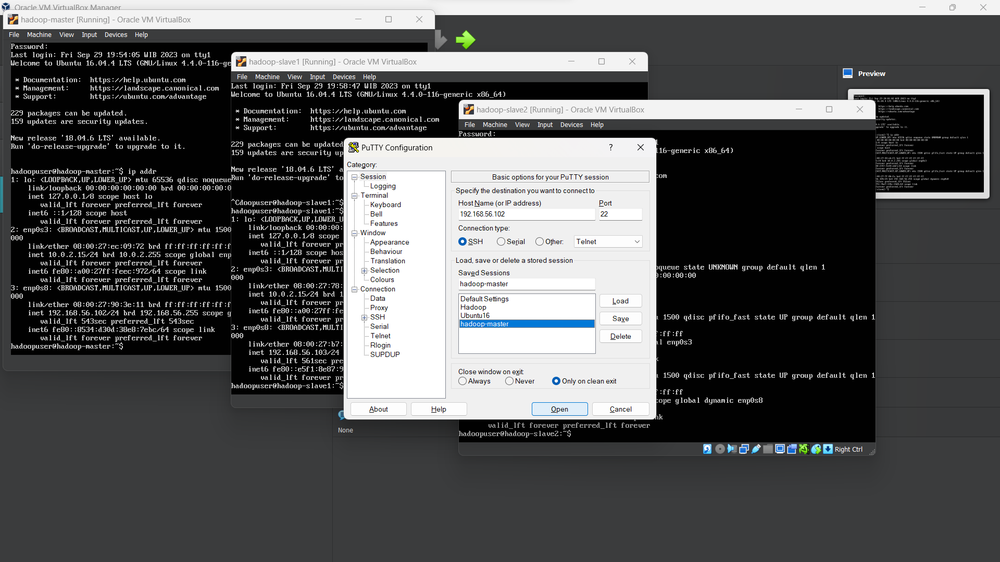 Oracle VM VirtualBox Manager
hadoop-master [Running] - Oracle VM VirtualBox
File Machine View Input Devices Help
Password:
Last login: Fri Sep 29 19:54:05 WIB 2023 on tty1
Welcome to Ubuntu 16.04.4 LTS (GNU/Linux 4.4.0-116-ge
* Documentation: https://help.ubuntu.com
* Management: https://landscape.canonical.com
* Support: https://ubuntu.com/advantage
229 packages can be updated.
159 updates are security updates.
New release '18.04.6 LTS' available.
Run 'do-release-upgrade' to upgrade to it.
hadoopuser@hadoop-master:~$ ip addr
1: lo: <LOOPBACK,UP,LOWER_UP> mtu 65536 qdisc noqueue
link/loopback 00:00:00:00:00:00 brd 00:00:00:00:0
inet 127.0.0.1/8 scope host lo
valid_lft forever preferred_lft forever
inet6 ::1/128 scope host
valid_lft forever preferred_lft forever
2: enp0s3: <BROADCAST,MULTICAST,UP,LOWER_UP> mtu 1500
000
link/ether 08:00:27:ec:09:72 brd ff:ff:ff:ff:ff:f
inet 10.0.2.15/24 brd 10.0.2.255 scope global enp
valid_lft forever preferred_lft forever
inet6 fe80::a00:27ff:feec:972/64 scope link
valid_lft forever preferred_lft forever
3: enp0s8: <BROADCAST,MULTICAST,UP,LOWER_UP> mtu 1500
000
link/ether 08:00:27:90:3e:11 brd ff:ff:ff:ff:ff:f
inet 192.168.56.102/24 brd 192.168.56.255 scope g
valid_lft 543sec preferred_lft 543sec
inet6 fe80::8534:d30d:38e8:7ebc/64 scope link
valid_lft forever preferred_lft forever
hadoopuser@hadoop-master:~$
hadoop-slave1 [Running] - Oracle VM VirtualBox
File Machine View Input Devices Help
Last login: Fri Sep 29 19:58:47 WIB 2023 on tty1
Welcome to Ubuntu 16.04.4 LTS (GNU/Linux 4.4.0-116-generic x86_64)
* Documentation: https://help.ubuntu.com
* Management: https://landscape.canonical.com
* Support: https://ubuntu.com/advantage
229 packages can be updated
159 updates are security up
New release '18.04.6 LTS' a
Run 'do-release-upgrade' to
^Cdoopuser@hadoop-slave1:~$
hadoopuser@hadoop-slave1:~$
1: lo: <LOOPBACK,UP,LOWER_U
link/loopback 00:00:00:
inet 127.0.0.1/8 scope
valid_lft forever pr
inet6 ::1/128 scope hos
valid_lft forever pr
2: enp0s3: <BROADCAST,MULTI
000
link/ether 08:00:27:78:
inet 10.0.2.15/24 brd 1
valid_lft forever pr
inet6 fe80::a00:27ff:fe
valid_lft forever pr
3: enp0s8: <BROADCAST,MULTI
000
link/ether 08:00:27:b7:
inet 192.168.56.103/24
valid_lft 561sec pre
inet6 fe80::e5f1:8e87:9
valid_lft forever pr
hadoopuser@hadoop-slave1:~$
hadoop-slave2 [Running] - Oracle VM VirtualBox
File Machine View Input Devices Help
Password:
116-generic x86_64)
com
oqueue state UNKNOWN group default qlen 1
0:00:00:00
1500 qdisc pfifo_fast state UP group default qlen 1
:ff:ff
al enp0s3
k
1500 qdisc pfifo_fast state UP group default qlen 1
:ff:ff
cope global dynamic enp0s8
nk
valid_lft forever preferred_lft forever
hadoopuser@hadoop-slave2:~$
Right Ctrl
PuTTY Configuration
?
Category:
Session
Logging
Terminal
Keyboard
Bell
Features
Window
Appearance
Behaviour
Translation
Selection
Colours
Connection
Data
Proxy
SSH
Serial
Telnet
Rlogin
SUPDUP
Basic options for your PuTTY session
Specify the destination you want to connect to
Host Name (or IP address) Port
192.168.56.102 22
Connection type:
SSH Serial Other: Telnet
Load, save or delete a stored session
Saved Sessions
hadoop-master
Default Settings
Hadoop
Ubuntu16
hadoop-master
Load
Save
Delete
Close window on exit:
Always Never Only on clean exit
About Help Open Cancel
None
Preview